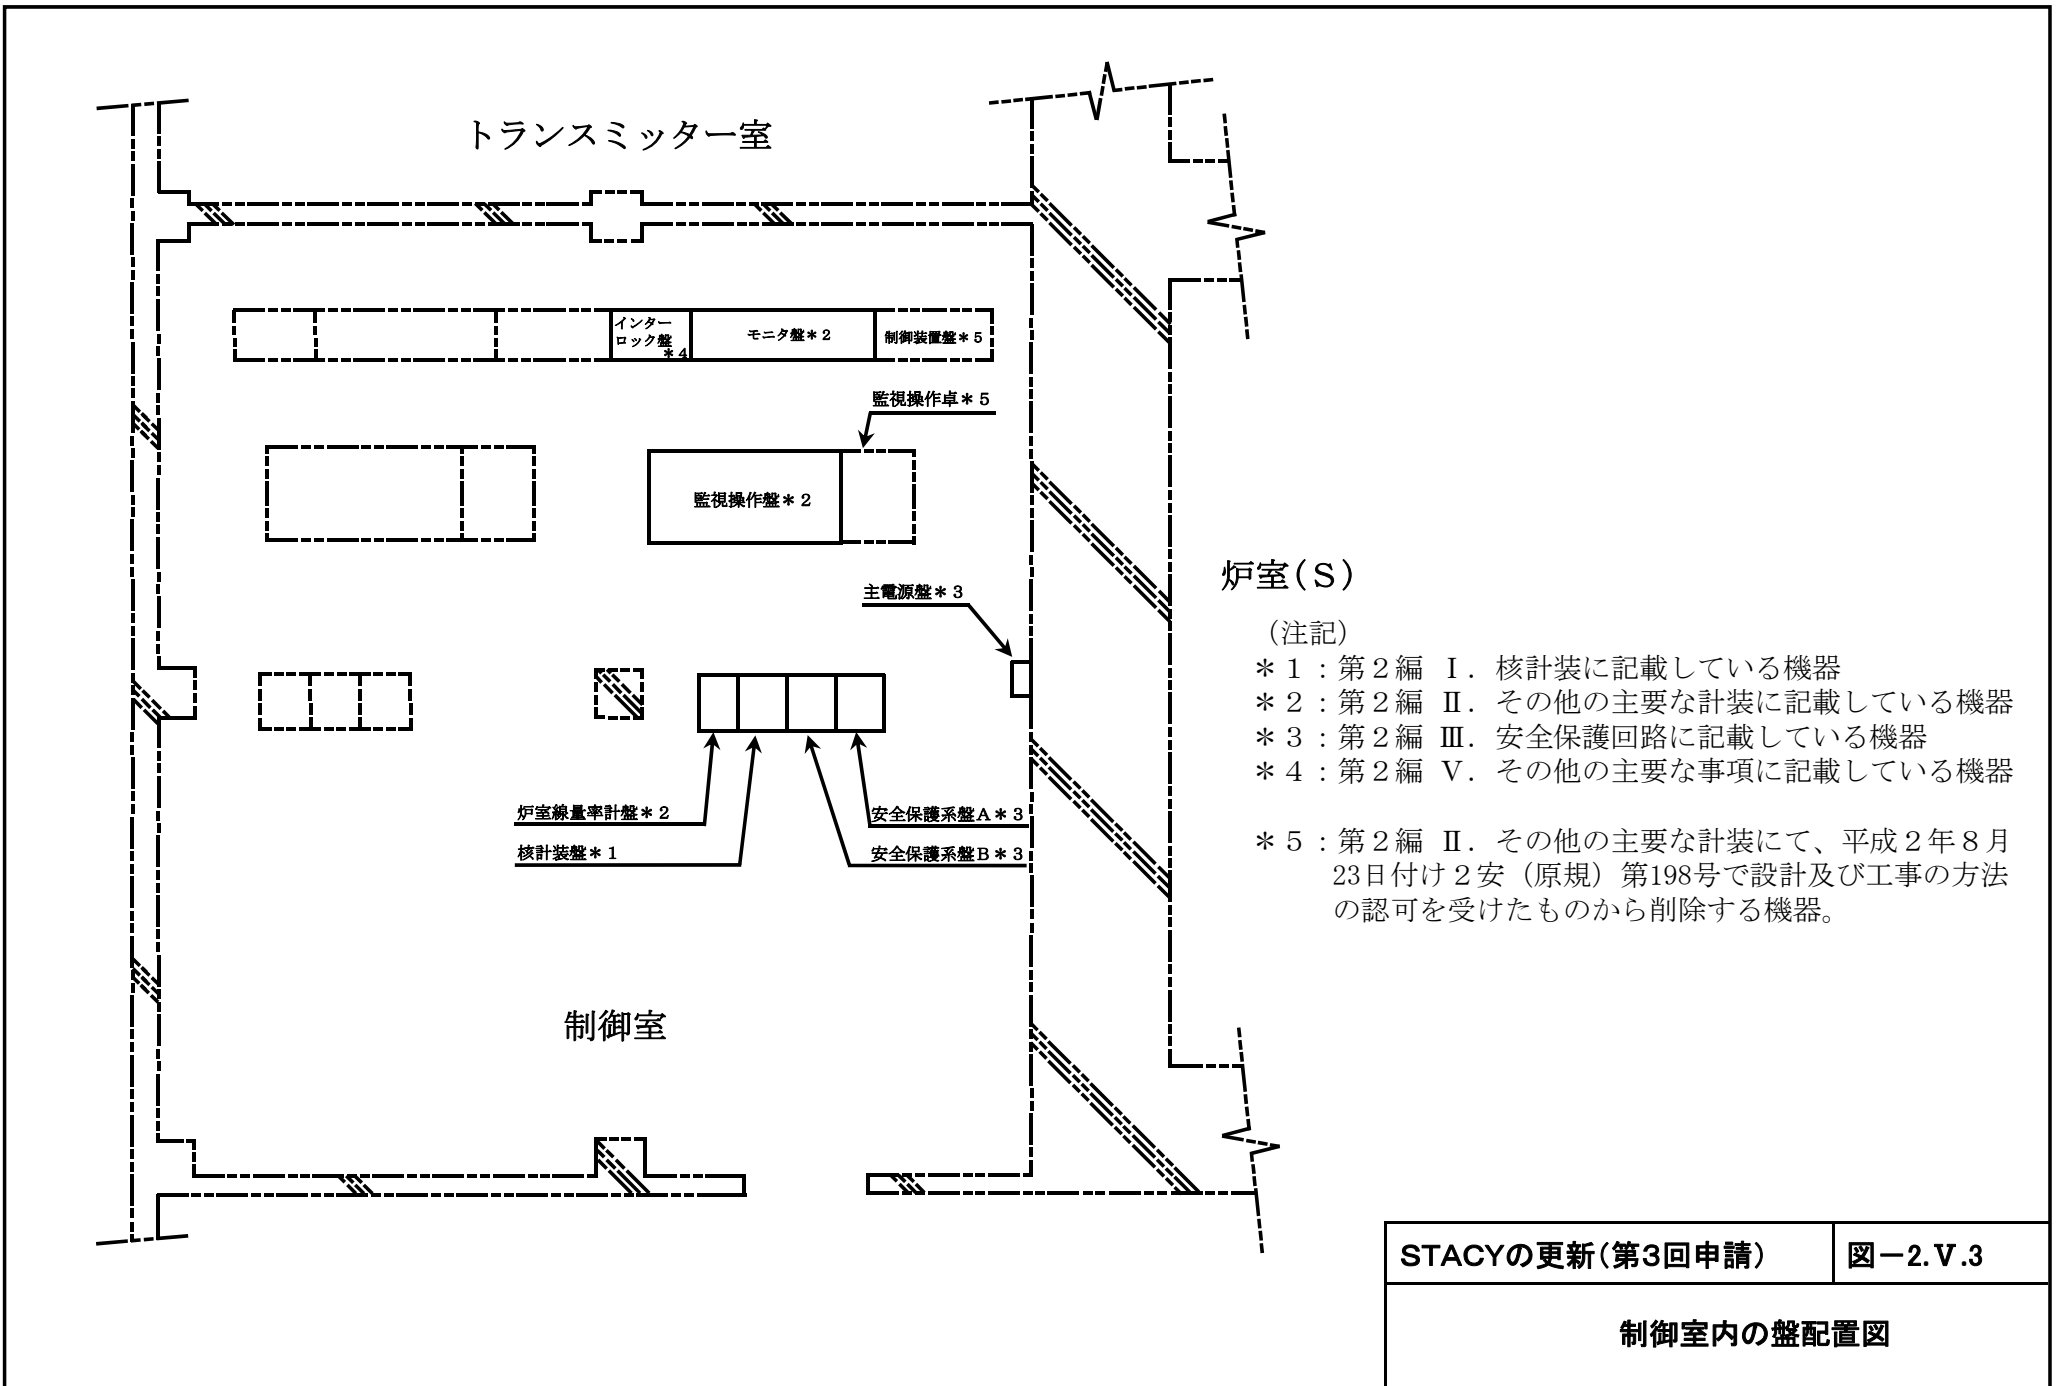 トランスミッター室
インター
ロック盤
＊４
モニタ盤＊２
制御装置盤＊５
監視操作卓＊５
監視操作盤＊２
主電源盤＊３
炉室線量率計盤＊２
核計装盤＊１
安全保護系盤Ａ＊３
安全保護系盤Ｂ＊３
制御室
炉室(Ｓ)
（注記）
＊１：第２編 Ⅰ．核計装に記載している機器
＊２：第２編 Ⅱ．その他の主要な計装に記載している機器
＊３：第２編 Ⅲ．安全保護回路に記載している機器
＊４：第２編 Ⅴ．その他の主要な事項に記載している機器
＊５：第２編 Ⅱ．その他の主要な計装にて、平成２年８月
23日付け２安（原規）第198号で設計及び工事の方法
の認可を受けたものから削除する機器。
STACYの更新(第3回申請)
図－2.Ⅴ.3
制御室内の盤配置図